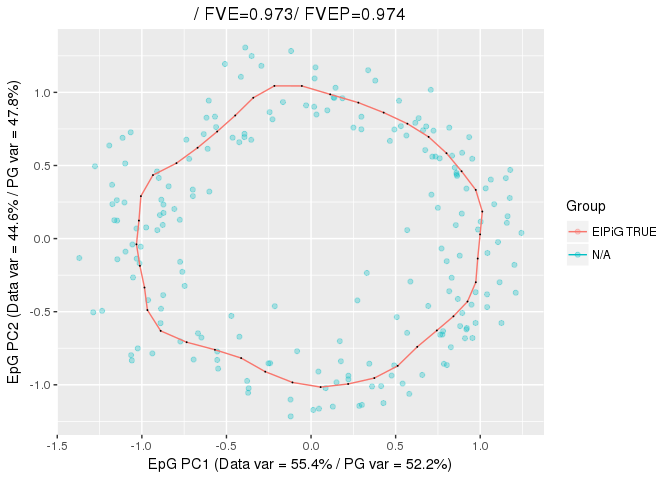 / FVE=0.973/ FVEP=0.974
EpG PC2 (Data var = 44.6% / PG var = 47.8%)
1.0
0.5
0.0
-0.5
-1.0
-1.5
-1.0
-0.5
0.0
0.5
1.0
EpG PC1 (Data var = 55.4% / PG var = 52.2%)
Group
ElPiG TRUE
N/A